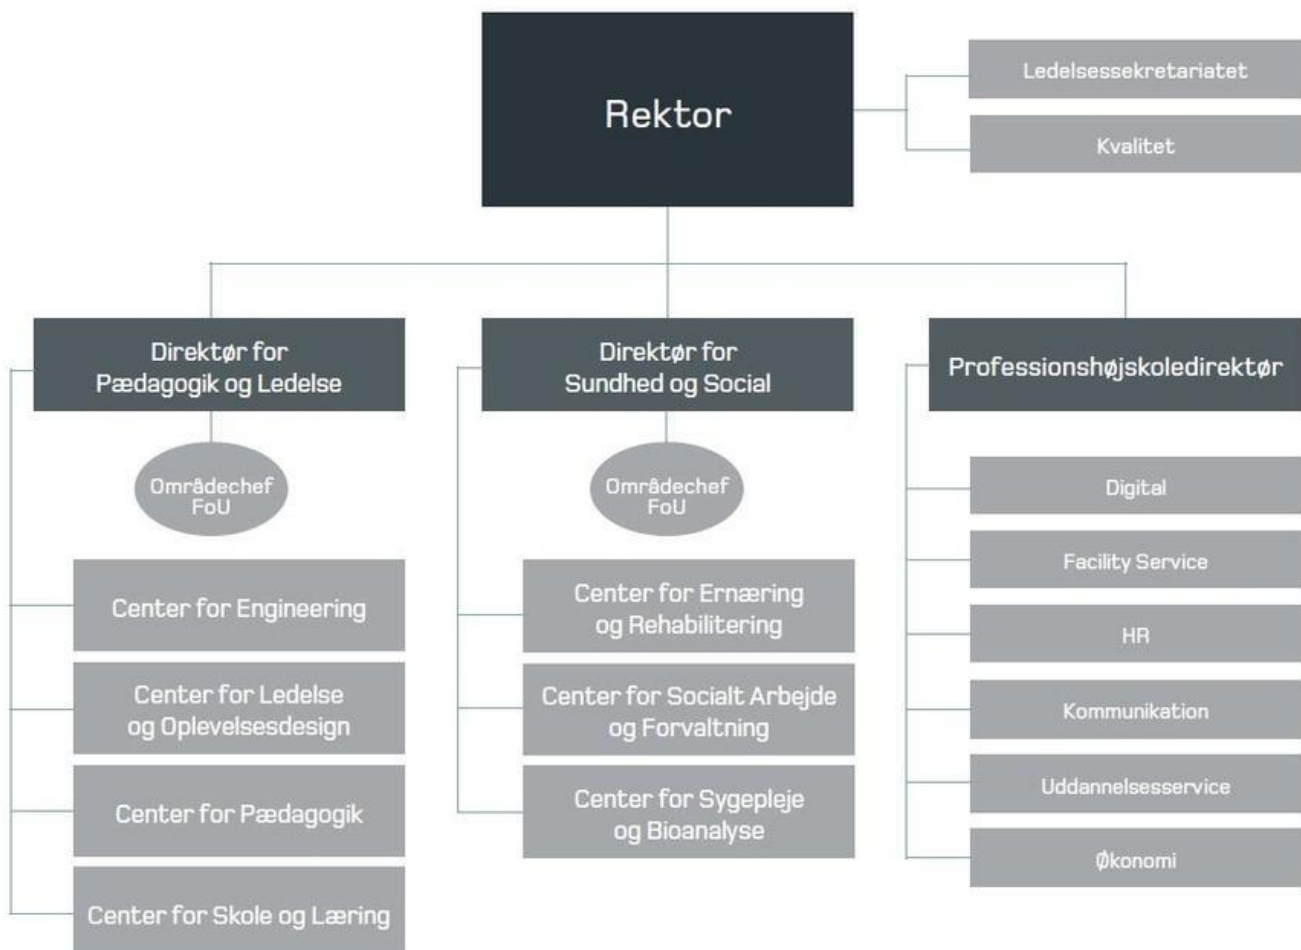 Rektor
Ledelsessekretariatet
Kvalitet
Direktør for
Pædagogik og Ledelse
Områdechef
FoU
Center for Engineering
Center for Ledelse
og Oplevelsesdesign
Center for Pædagogik
Center for Skole og Læring
Direktør for
Sundhed og Social
Områdechef
FoU
Center for Ernæring
og Rehabilitering
Center for Socialt Arbejde
og Forvaltning
Center for Sygepleje
og Bioanalyse
Professionshøjskoledirektør
Digital
Facility Service
HR
Kommunikation
Uddannelsesservice
Økonomi